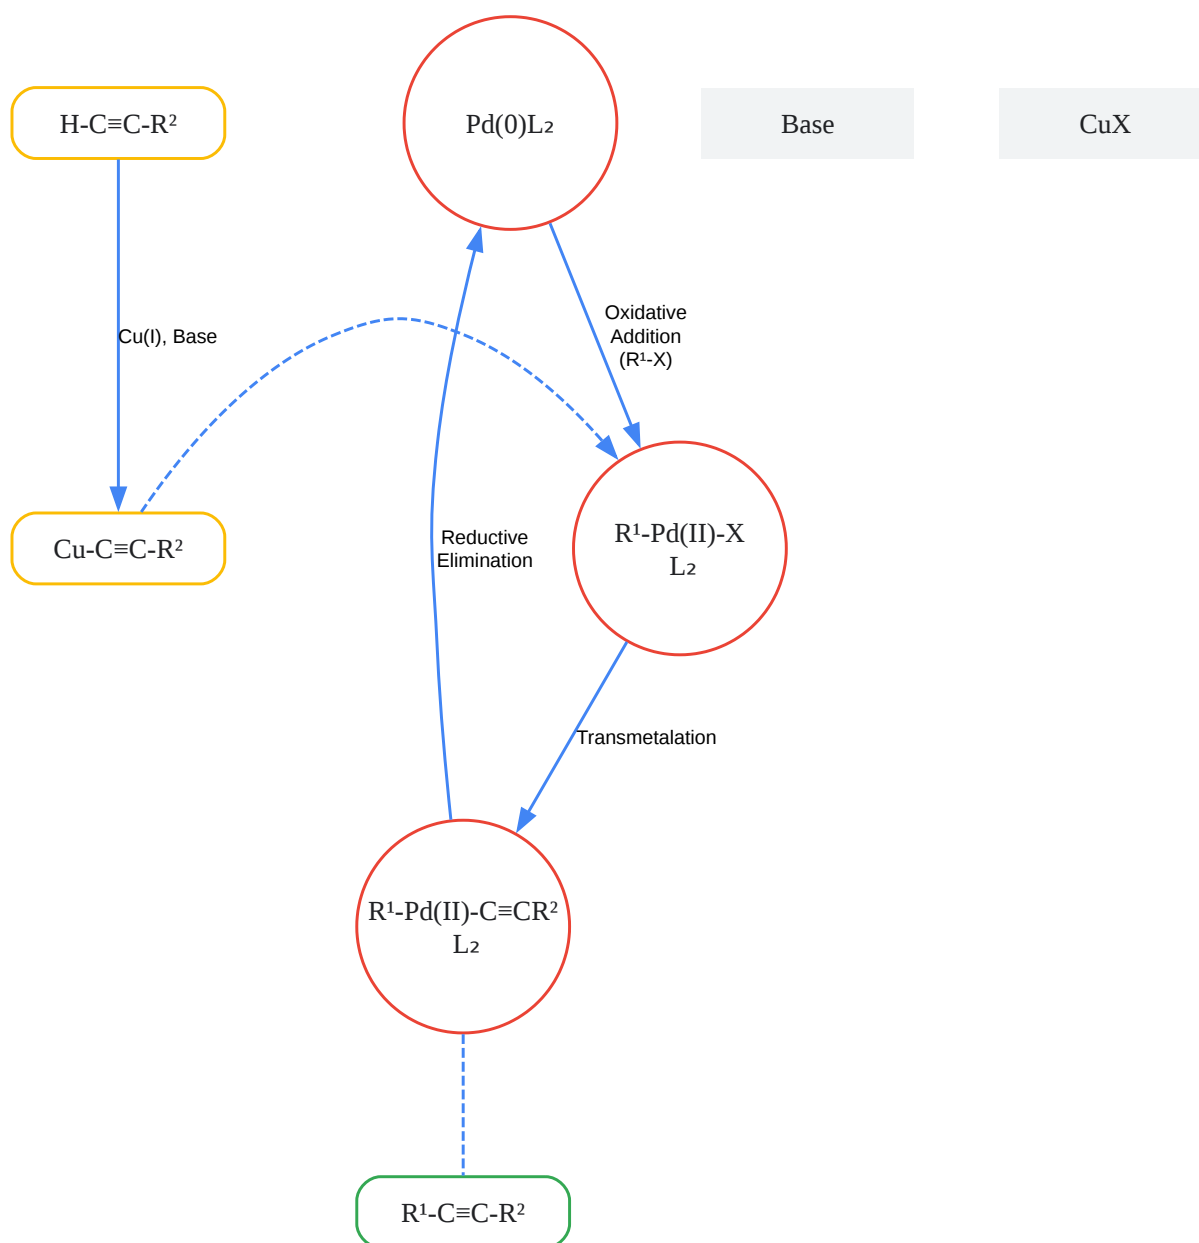 H-C≡C-R²
Pd(0)L₂
Base
CuX
Cu(I), Base
Oxidative
Addition
(R¹-X)
Cu-C≡C-R²
Reductive
Elimination
R¹-Pd(II)-X
L₂
Transmetalation
R¹-Pd(II)-C≡CR²
L₂
R¹-C≡C-R²